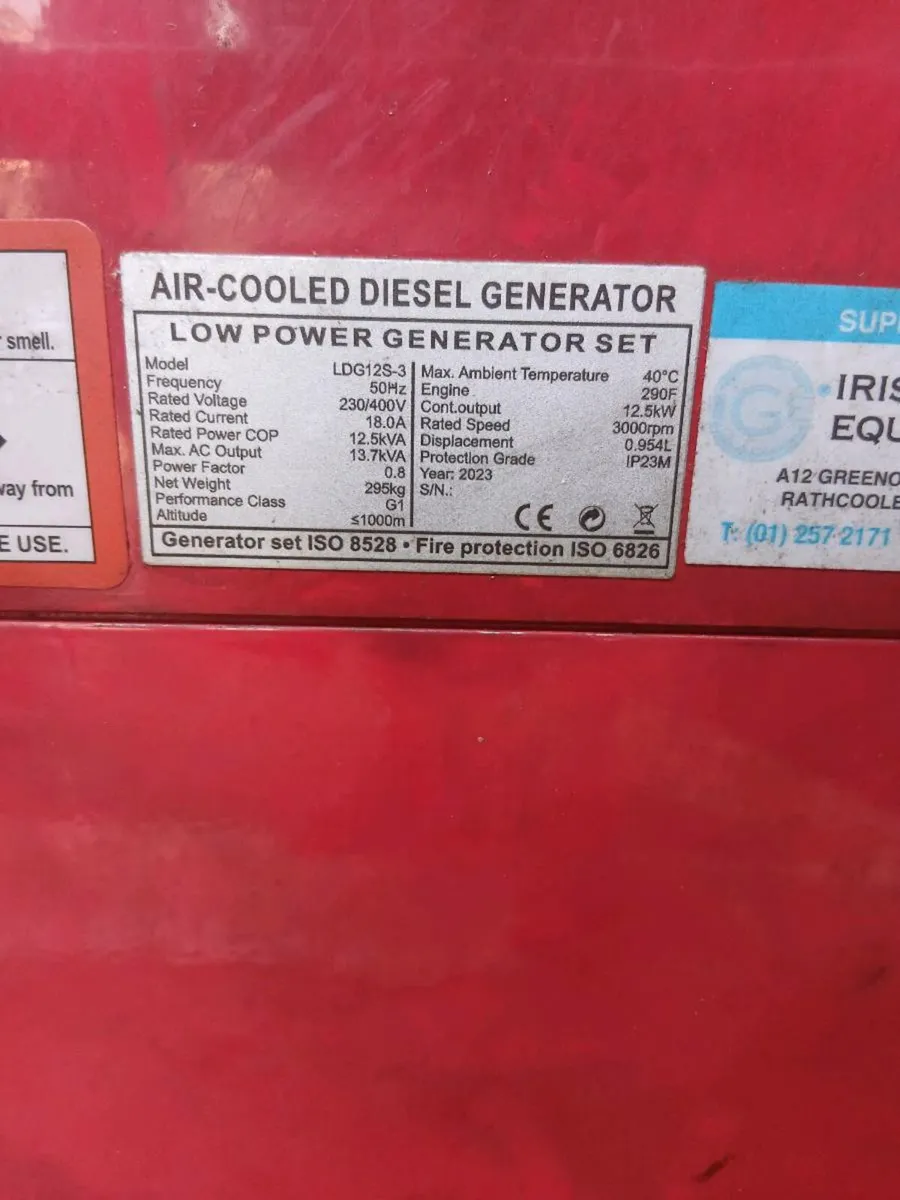 smell.
way from
E USE.
AIR-COOLED DIESEL GENERATOR
LOW POWER GENERATOR SET
Model LDG12S-3
Frequency 50Hz
Rated Voltage 230/400V
Rated Current 18.0A
Rated Power COP 12.5kVA
Max. AC Output 13.7kVA
Power Factor 0.8
Net Weight 295kg
Performance Class G1
Altitude ≤1000m
Max. Ambient Temperature 40°C
Engine 290F
Cont.output 12.5kW
Rated Speed 3000rpm
Displacement 0.954L
Protection Grade IP23M
Year: 2023
S/N.:
CE
Generator set ISO 8528 • Fire protection ISO 6826
SUP
G
IRIS
EQU
A12 GREENO
RATHCOOLE
T: (01) 257 2171